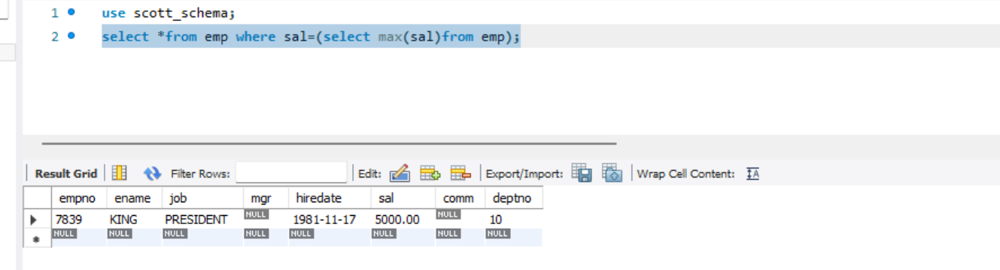 1 use scott_schema;
2 select *from emp where sal=(select max(sal)from emp);
Result Grid Filter Rows: Edit: Export/Import: Wrap Cell Content: IA
empno ename job mgr hiredate sal comm deptno
7839 KING PRESIDENT NULL 1981-11-17 5000.00 NULL 10
NULL NULL NULL NULL NULL NULL NULL NULL